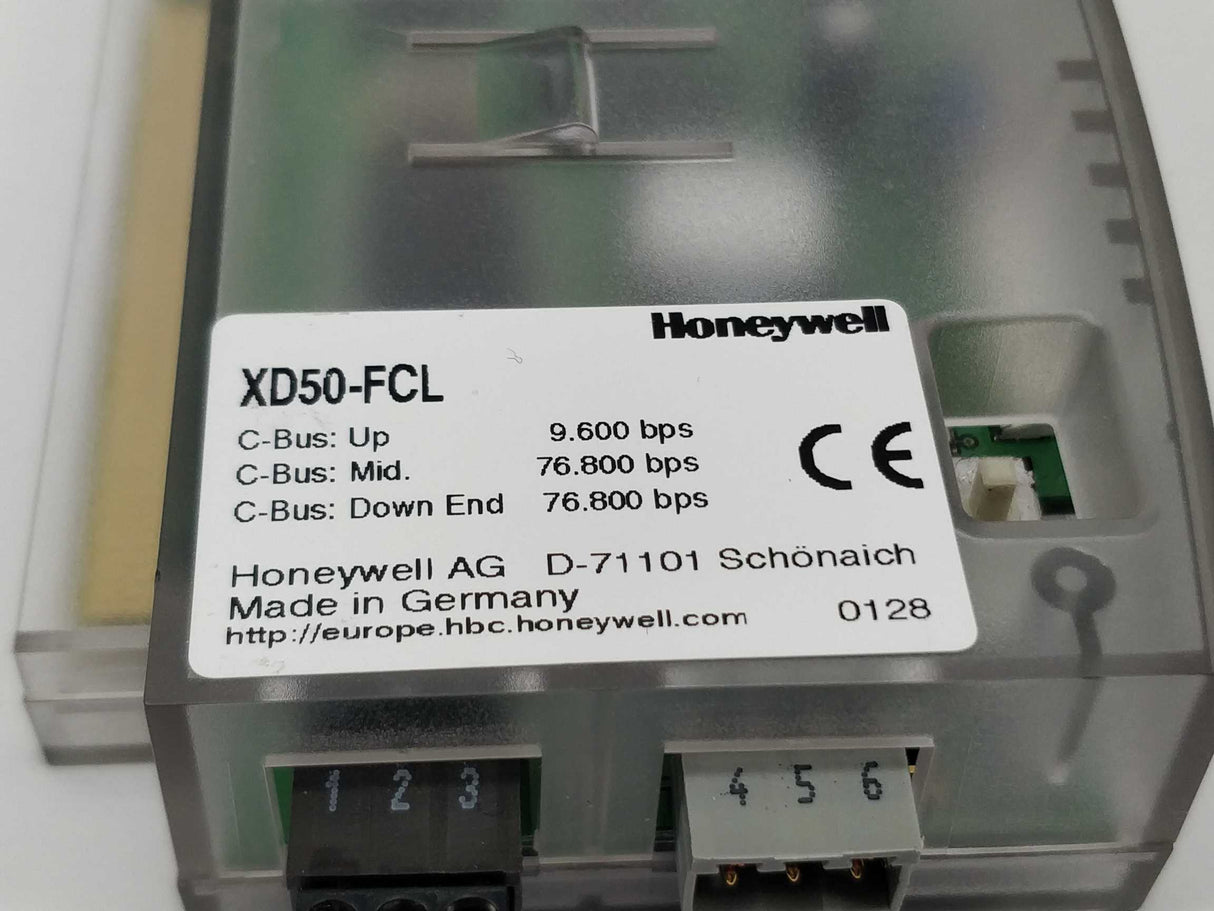 Honeywell
XD50-FCL
C-Bus: Up 9.600 bps
C-Bus: Mid. 76.800 bps
C-Bus: Down End 76.800 bps
CE
Honeywell AG D-71101 Schönaich
Made in Germany
http://europe.hbc.honeywell.com 0128
1 2 3 4 5 6